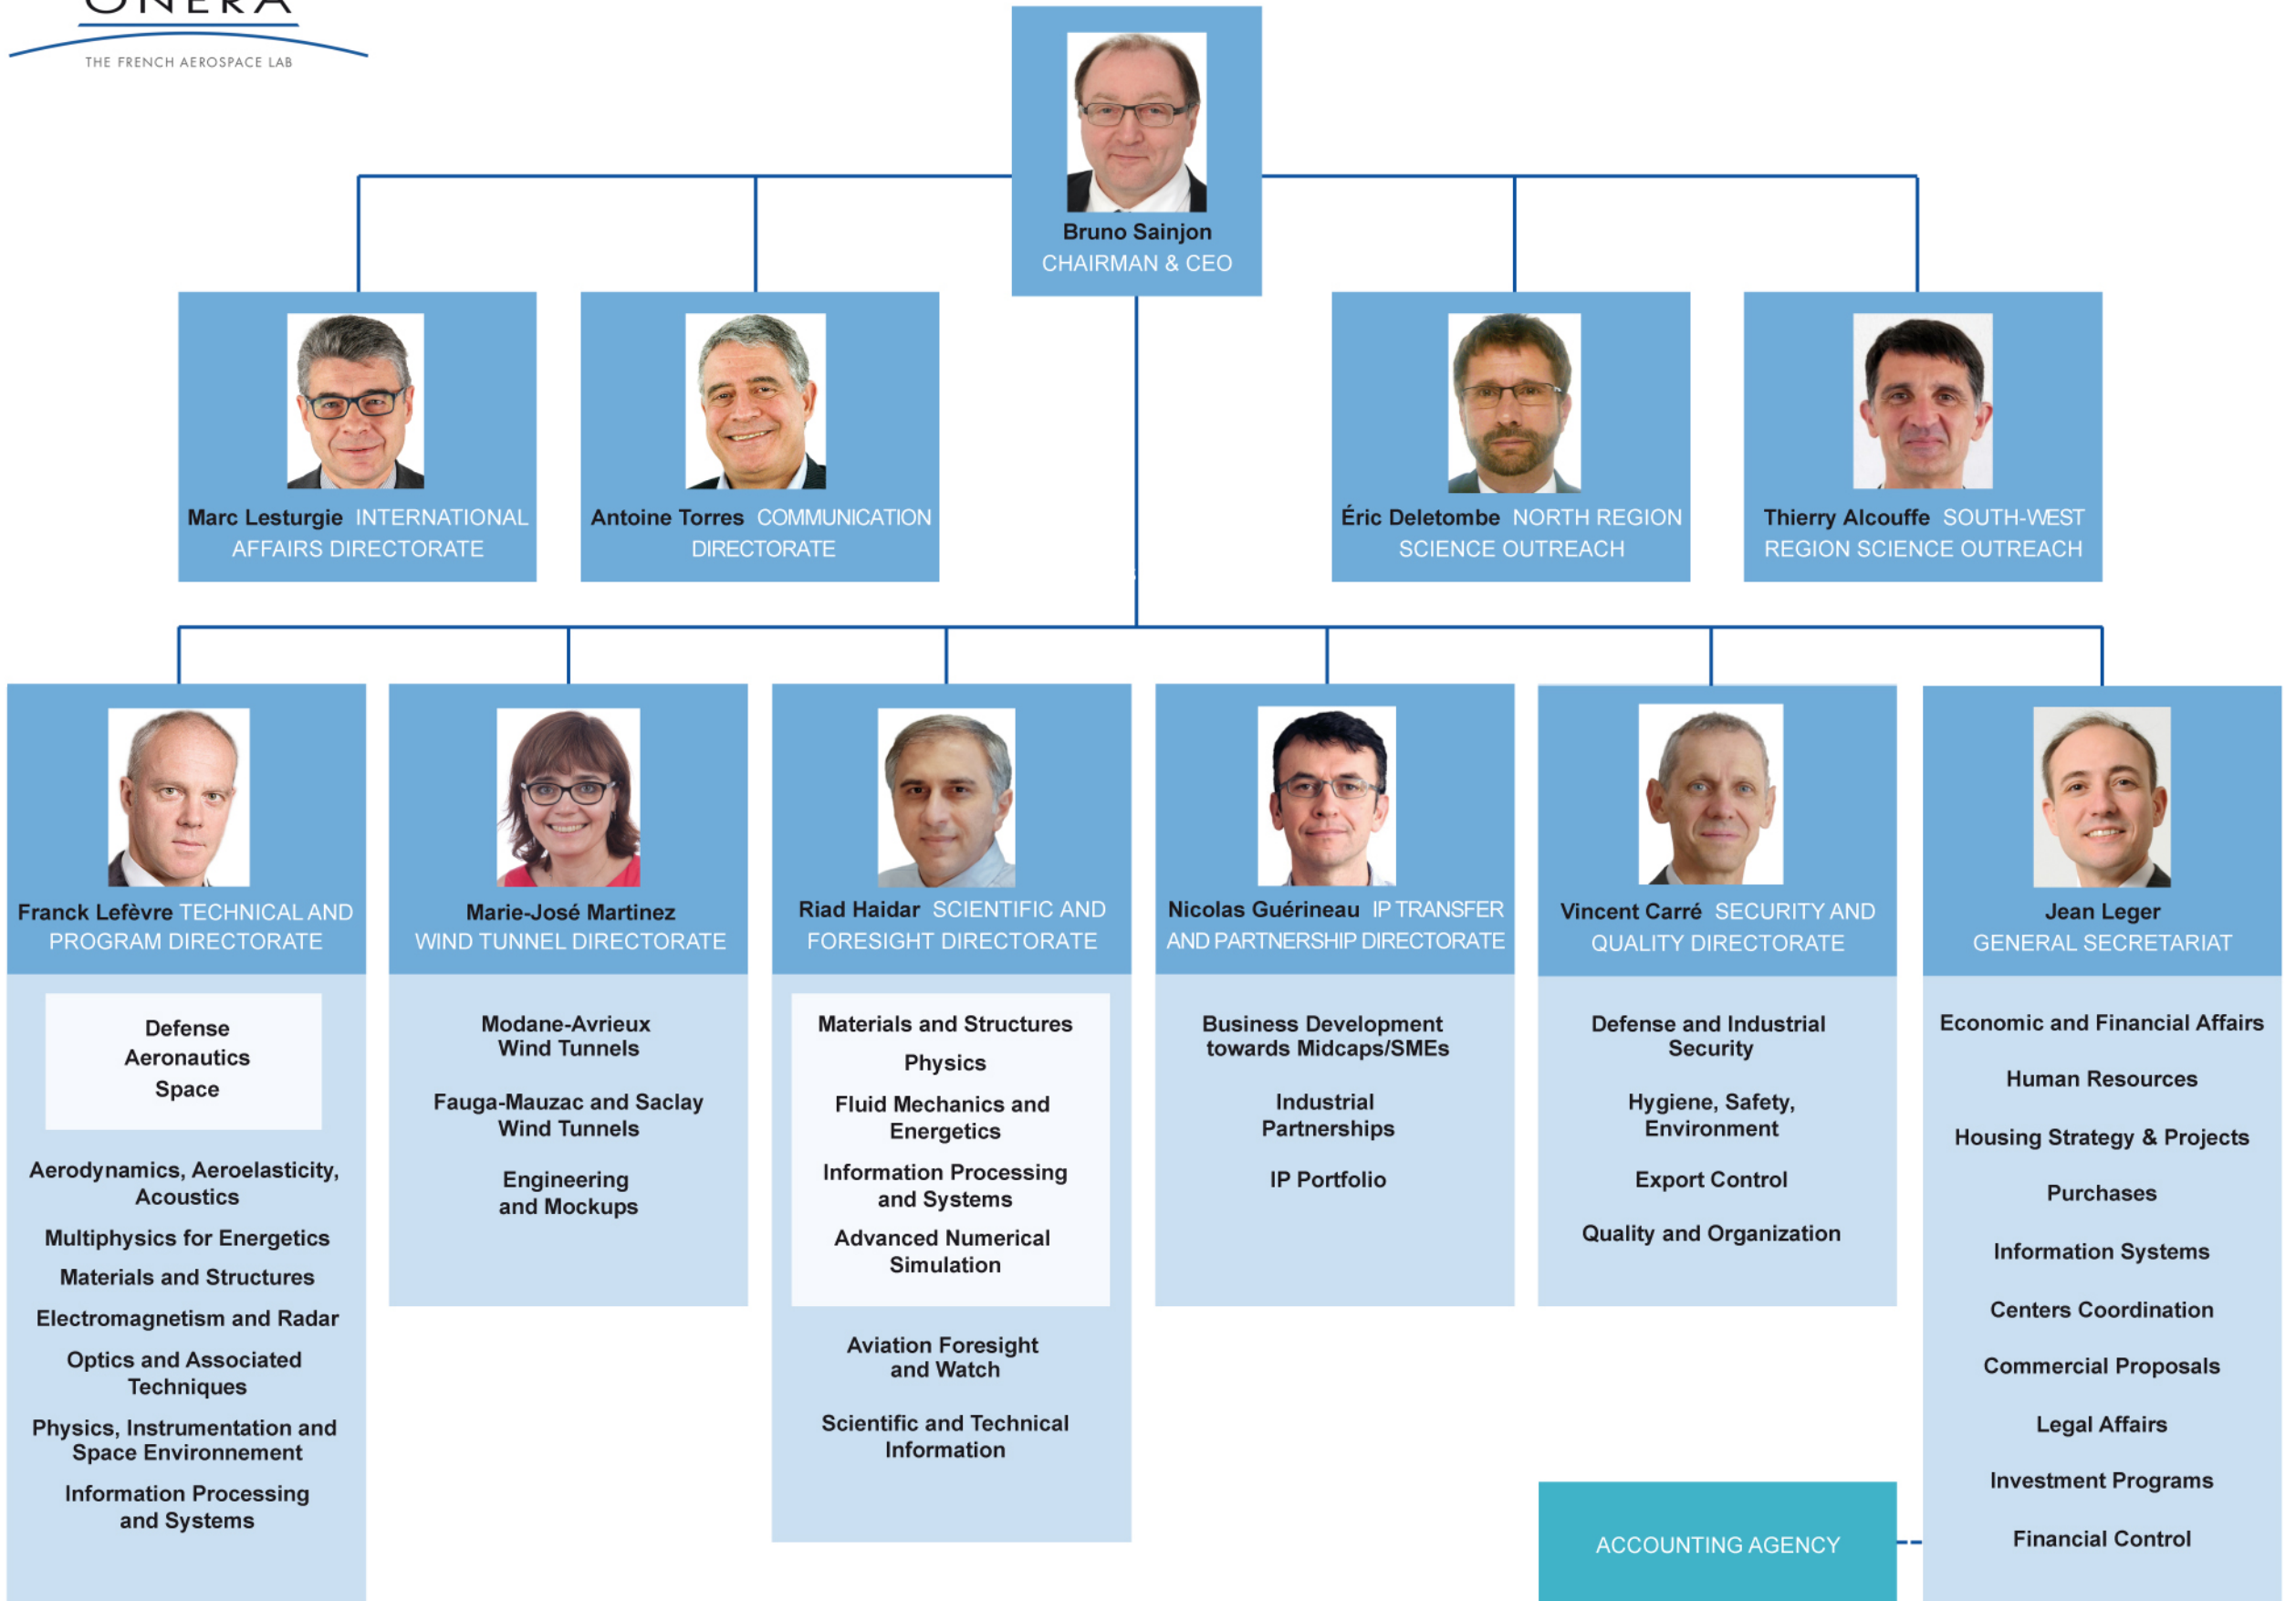 ONERA
THE FRENCH AEROSPACE LAB
Bruno Sainjon
CHAIRMAN & CEO
Marc Lesturgie INTERNATIONAL
AFFAIRS DIRECTORATE
Antoine Torres COMMUNICATION
DIRECTORATE
Éric Deletombe NORTH REGION
SCIENCE OUTREACH
Thierry Alcouffe SOUTH-WEST
REGION SCIENCE OUTREACH
Franck Lefèvre TECHNICAL AND
PROGRAM DIRECTORATE
Defense
Aeronautics
Space
Aerodynamics, Aeroelasticity,
Acoustics
Multiphysics for Energetics
Materials and Structures
Electromagnetism and Radar
Optics and Associated
Techniques
Physics, Instrumentation and
Space Environnement
Information Processing
and Systems
Marie-José Martinez
WIND TUNNEL DIRECTORATE
Modane-Avrieux
Wind Tunnels
Fauga-Mauzac and Saclay
Wind Tunnels
Engineering
and Mockups
Riad Haidar SCIENTIFIC AND
FORESIGHT DIRECTORATE
Materials and Structures
Physics
Fluid Mechanics and
Energetics
Information Processing
and Systems
Advanced Numerical
Simulation
Aviation Foresight
and Watch
Scientific and Technical
Information
Nicolas Guérineau IP TRANSFER
AND PARTNERSHIP DIRECTORATE
Business Development
towards Midcaps/SMEs
Industrial
Partnerships
IP Portfolio
Vincent Carré SECURITY AND
QUALITY DIRECTORATE
Defense and Industrial
Security
Hygiene, Safety,
Environment
Export Control
Quality and Organization
Jean Leger
GENERAL SECRETARIAT
Economic and Financial Affairs
Human Resources
Housing Strategy & Projects
Purchases
Information Systems
Centers Coordination
Commercial Proposals
Legal Affairs
Investment Programs
Financial Control
ACCOUNTING AGENCY